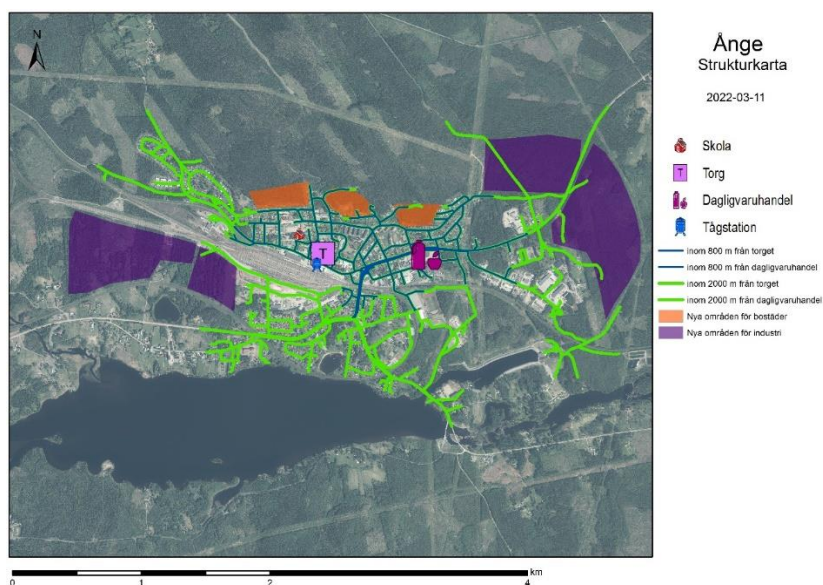 N
Ånge
Strukturkarta
2022-03-11
Skola
T
Torg
Dagligvaruhandel
Tågstation
inom 800 m från torget
inom 800 m från dagligvaruhandel
inom 2000 m från torget
inom 2000 m från dagligvaruhandel
Nya områden för bostäder
Nya områden för industri
T
km
0 1 2 4